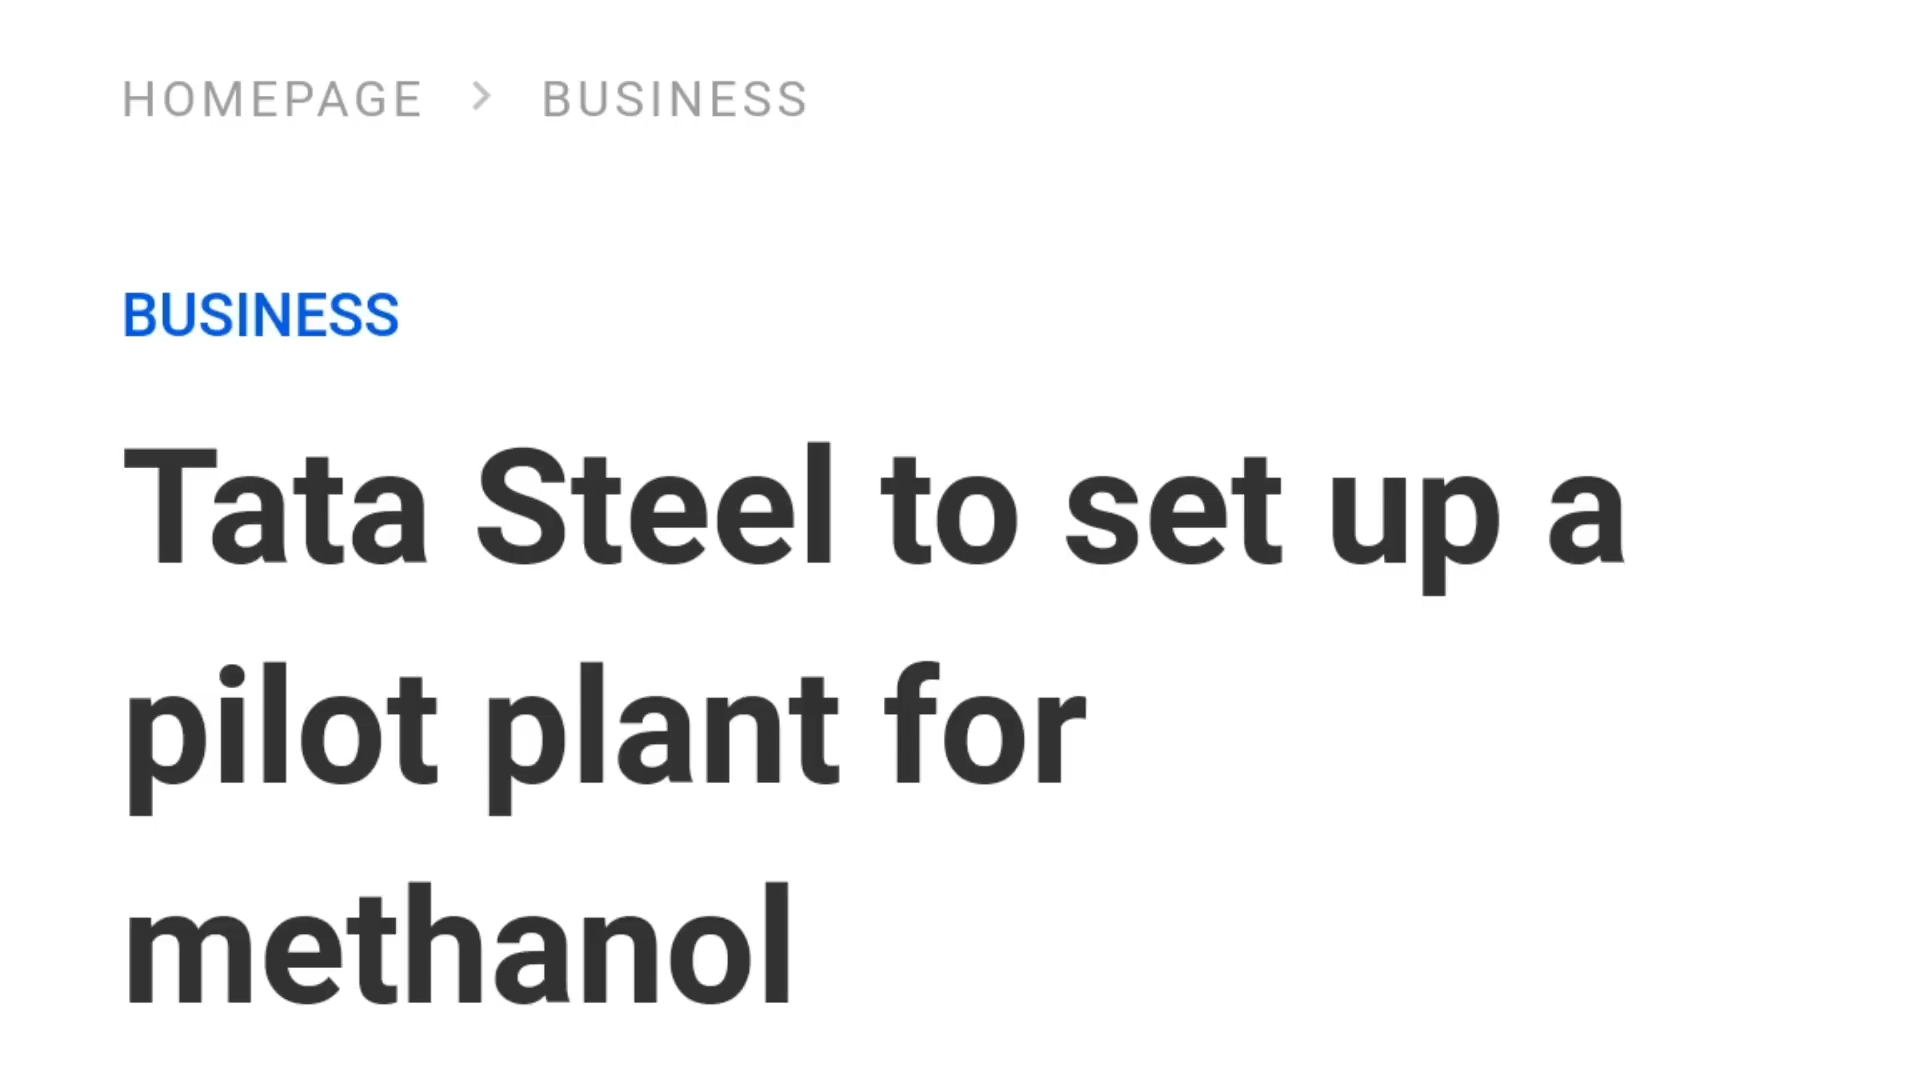 HOMEPAGE > BUSINESS
BUSINESS
Tata Steel to set up a
pilot plant for
methanol